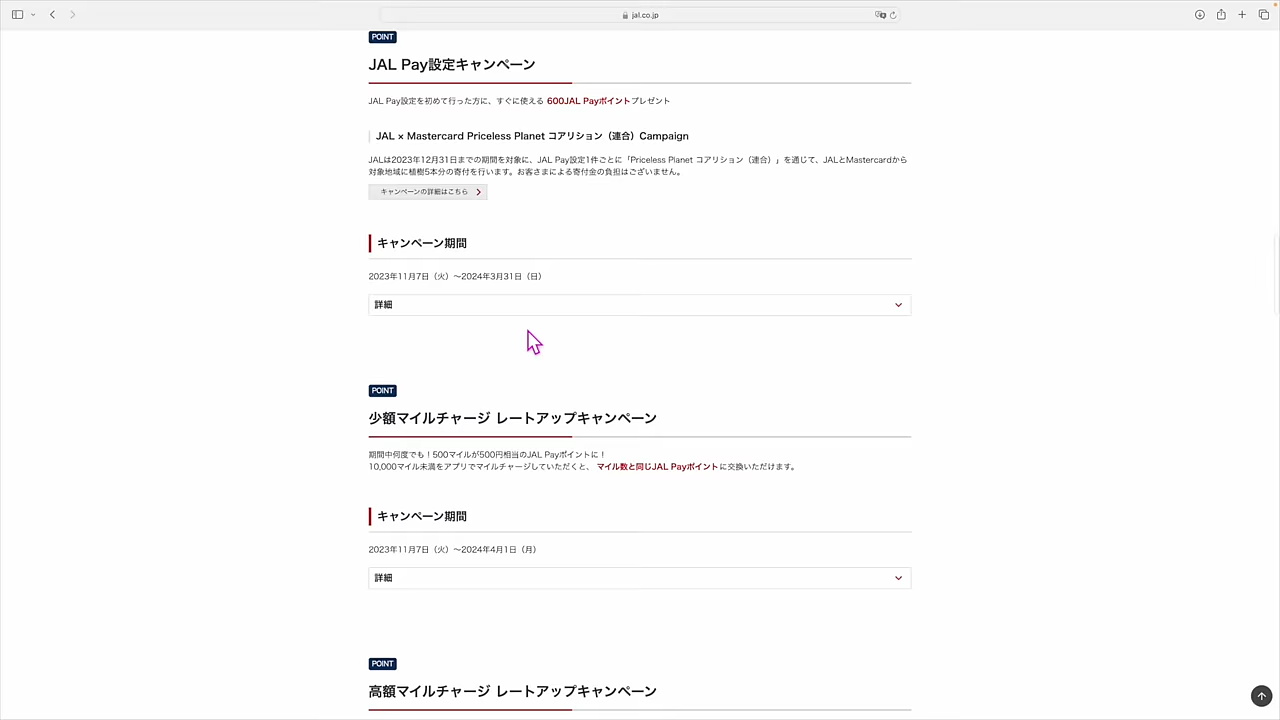 jal.co.jp
POINT
JAL Pay設定キャンペーン
JAL Pay設定を初めて行った方に、すぐに使える 600JAL Payポイントプレゼント
JAL × Mastercard Priceless Planet コアリション（連合）Campaign
JALは2023年12月31日までの期間を対象に、JAL Pay設定1件ごとに「Priceless Planet コアリション（連合）」を通じて、JALとMastercardから
対象地域に植樹5本分の寄付を行います。お客さまによる寄付金の負担はございません。
キャンペーンの詳細はこちら
キャンペーン期間
2023年11月7日（火）〜2024年3月31日（日）
詳細
POINT
少額マイルチャージ レートアップキャンペーン
期間中何度でも！500マイルが500円相当のJAL Payポイントに！
10,000マイル未満をアプリでマイルチャージしていただくと、 マイル数と同じJAL Payポイントに交換いただけます。
キャンペーン期間
2023年11月7日（火）〜2024年4月1日（月）
詳細
POINT
高額マイルチャージ レートアップキャンペーン